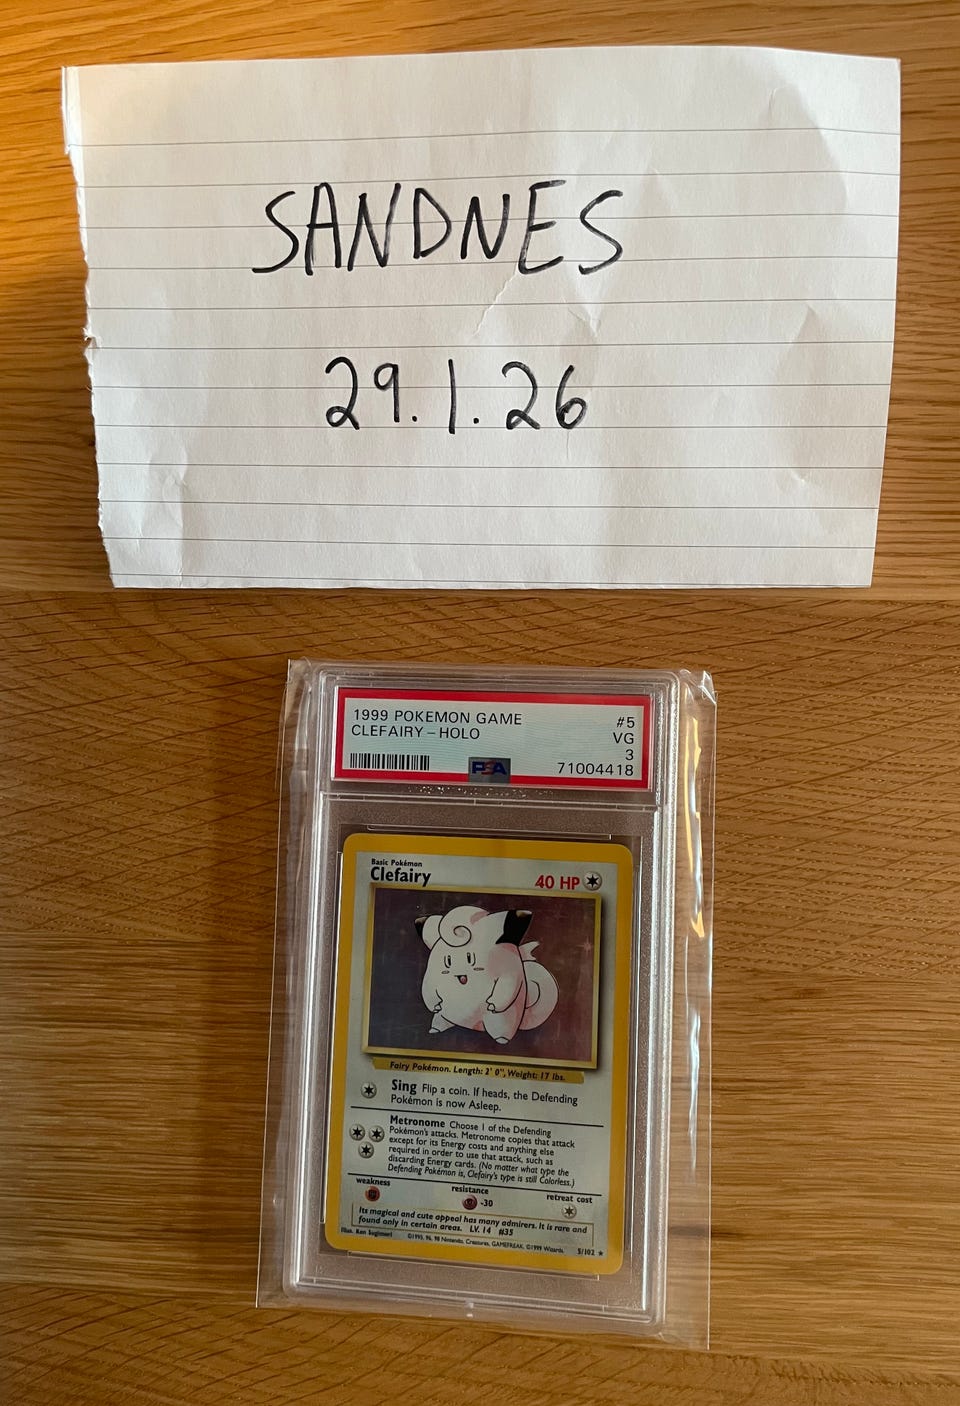 SANDNES
29.1.26
1999 POKEMON GAME #5
CLEFAIRY - HOLO VG
3
PSA 71004418
Basic Pokémon
Clefairy 40 HP
Fairy Pokémon. Length: 2' 0", Weight: 17 lbs.
Sing Flip a coin. If heads, the Defending
Pokémon is now Asleep.
Metronome Choose 1 of the Defending
Pokémon's attacks. Metronome copies that attack
except for its Energy costs and anything else
required in order to use that attack, such as
discarding Energy cards. (No matter what type the
Defending Pokémon is, Clefairy's type is still Colorless.)
weakness resistance retreat cost
-30
Its magical and cute appeal has many admirers. It is rare and
found only in certain areas. LV. 14 #35
Illus. Ken Sugimori ©1995, 96, 98 Nintendo, Creatures, GAMEFREAK. ©1999 Wizards. 5/102 ★